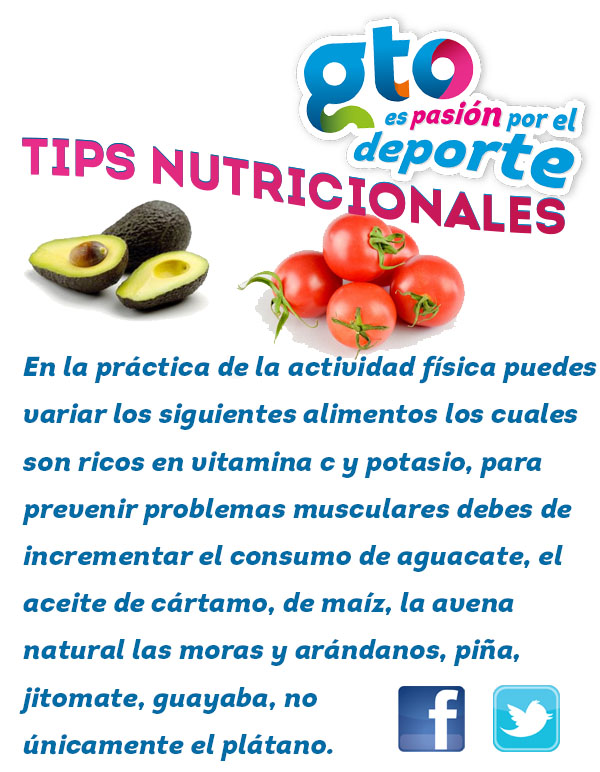 gto
es pasión por el
deporte
TIPS NUTRICIONALES
En la práctica de la actividad física puedes
variar los siguientes alimentos los cuales
son ricos en vitamina c y potasio, para
prevenir problemas musculares debes de
incrementar el consumo de aguacate, el
aceite de cártamo, de maíz, la avena
natural las moras y arándanos, piña,
jitomate, guayaba, no
únicamente el plátano.
f